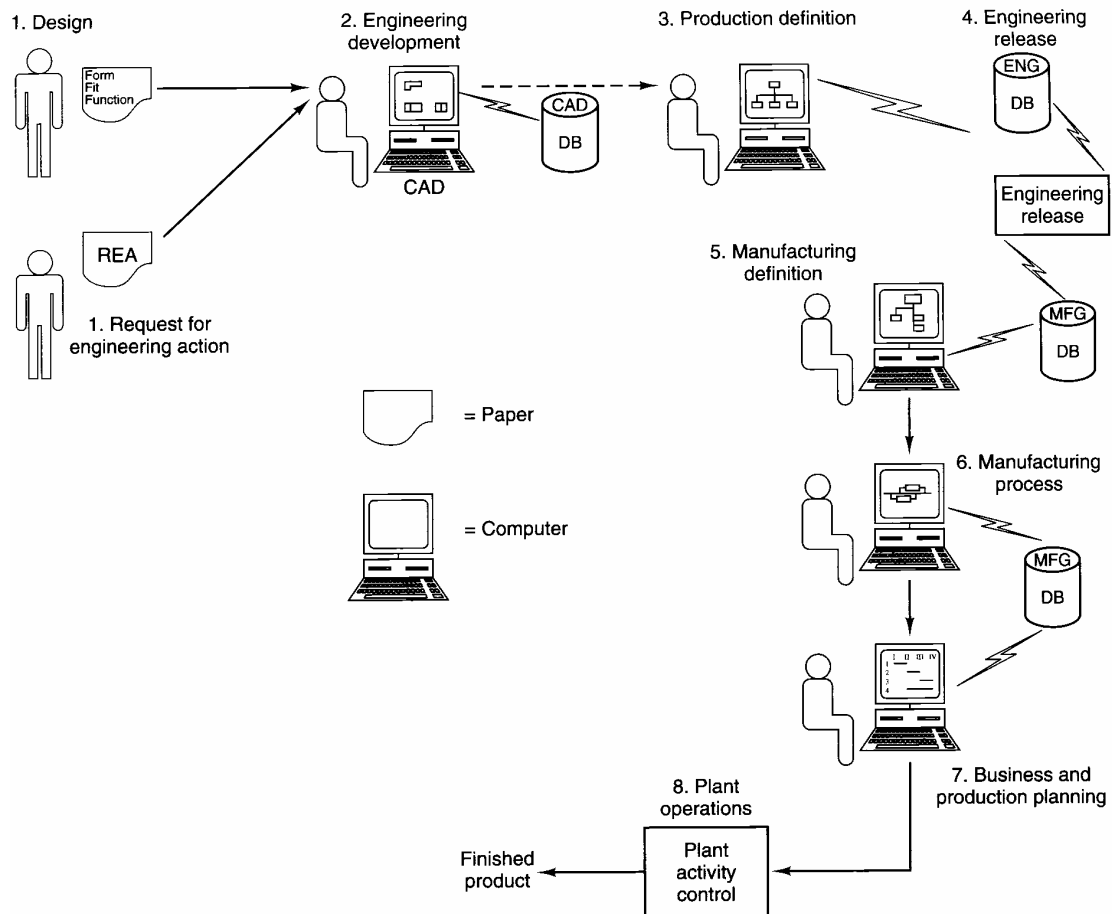 1. Design
Form
Fit
Function
2. Engineering
development
CAD
DB
CAD
3. Production definition
4. Engineering
release
ENG
DB
Engineering
release
REA
1. Request for
engineering action
5. Manufacturing
definition
MFG
DB
= Paper
= Computer
6. Manufacturing
process
MFG
DB
I II III IV
1
2
3
4
7. Business and
production planning
8. Plant
operations
Plant
activity
control
Finished
product